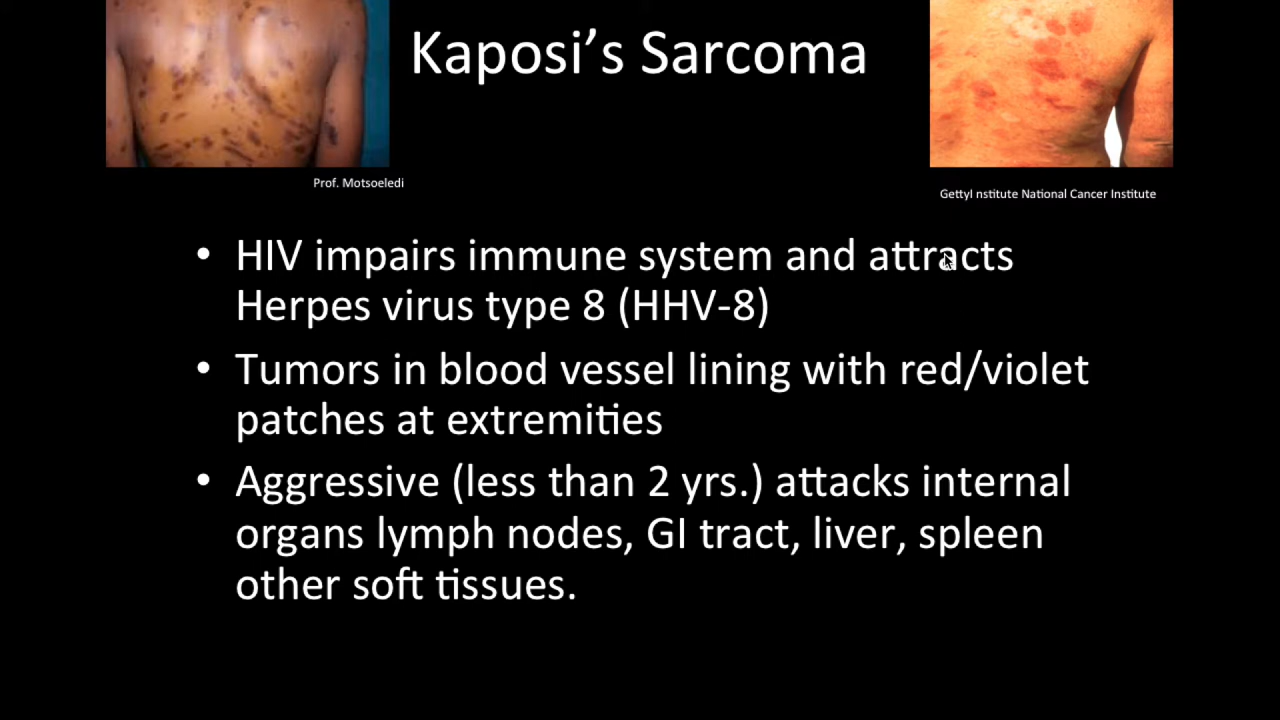 Kaposi’s Sarcoma
Prof. Motsoeledi
GettyI nstitute National Cancer Institute
• HIV impairs immune system and attracts
Herpes virus type 8 (HHV-8)
• Tumors in blood vessel lining with red/violet
patches at extremities
• Aggressive (less than 2 yrs.) attacks internal
organs lymph nodes, GI tract, liver, spleen
other soft tissues.